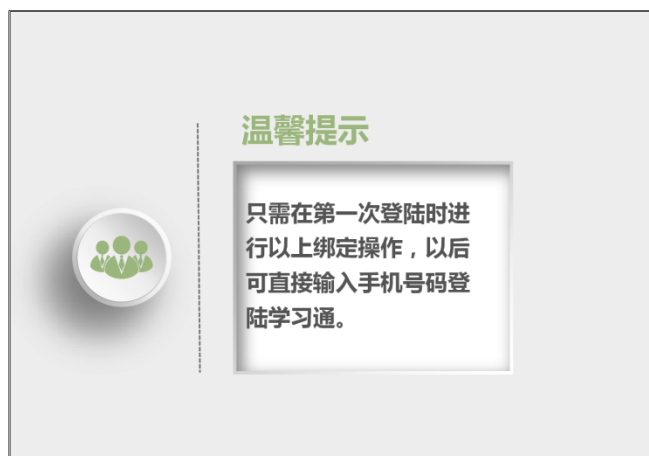 温馨提示
只需在第一次登陆时进
行以上绑定操作，以后
可直接输入手机号码登
陆学习通。